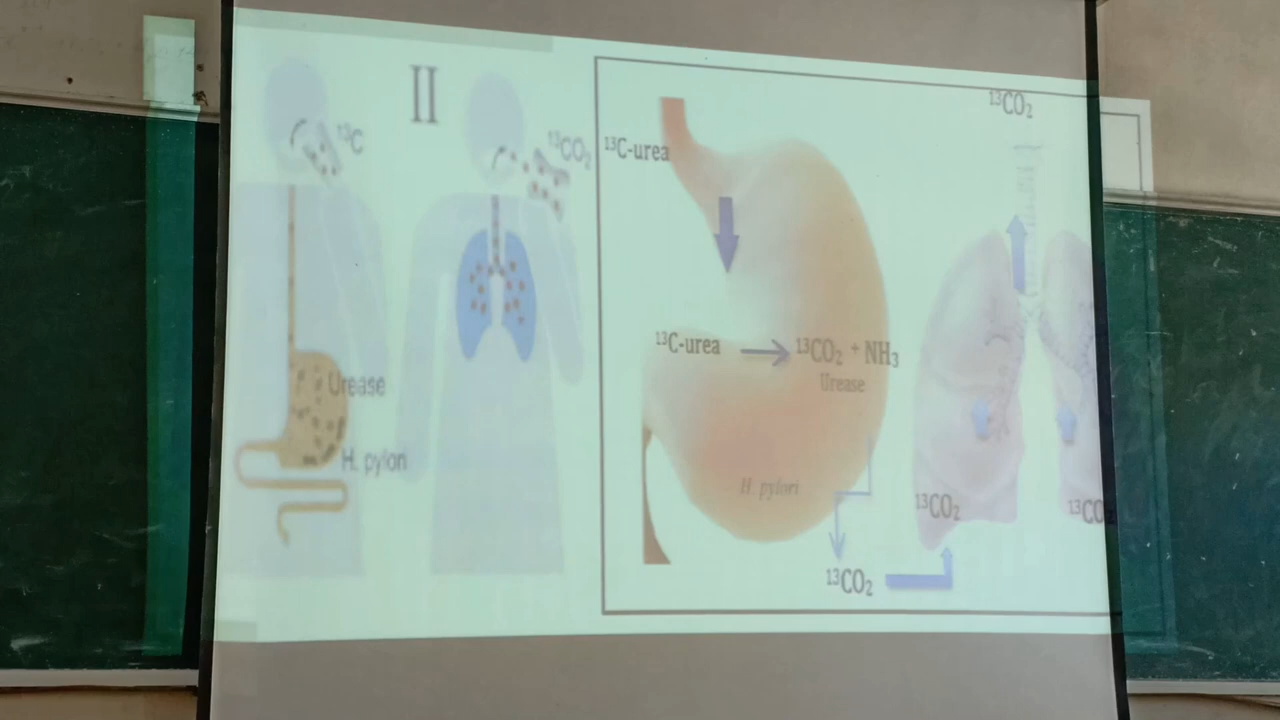 ¹³C
II
¹³CO₂
Urease
H. pylori
¹³C-urea
¹³C-urea → ¹³CO₂ + NH₃
Urease
H. pylori
¹³CO₂
¹³CO₂
¹³CO₂
¹³CO₂